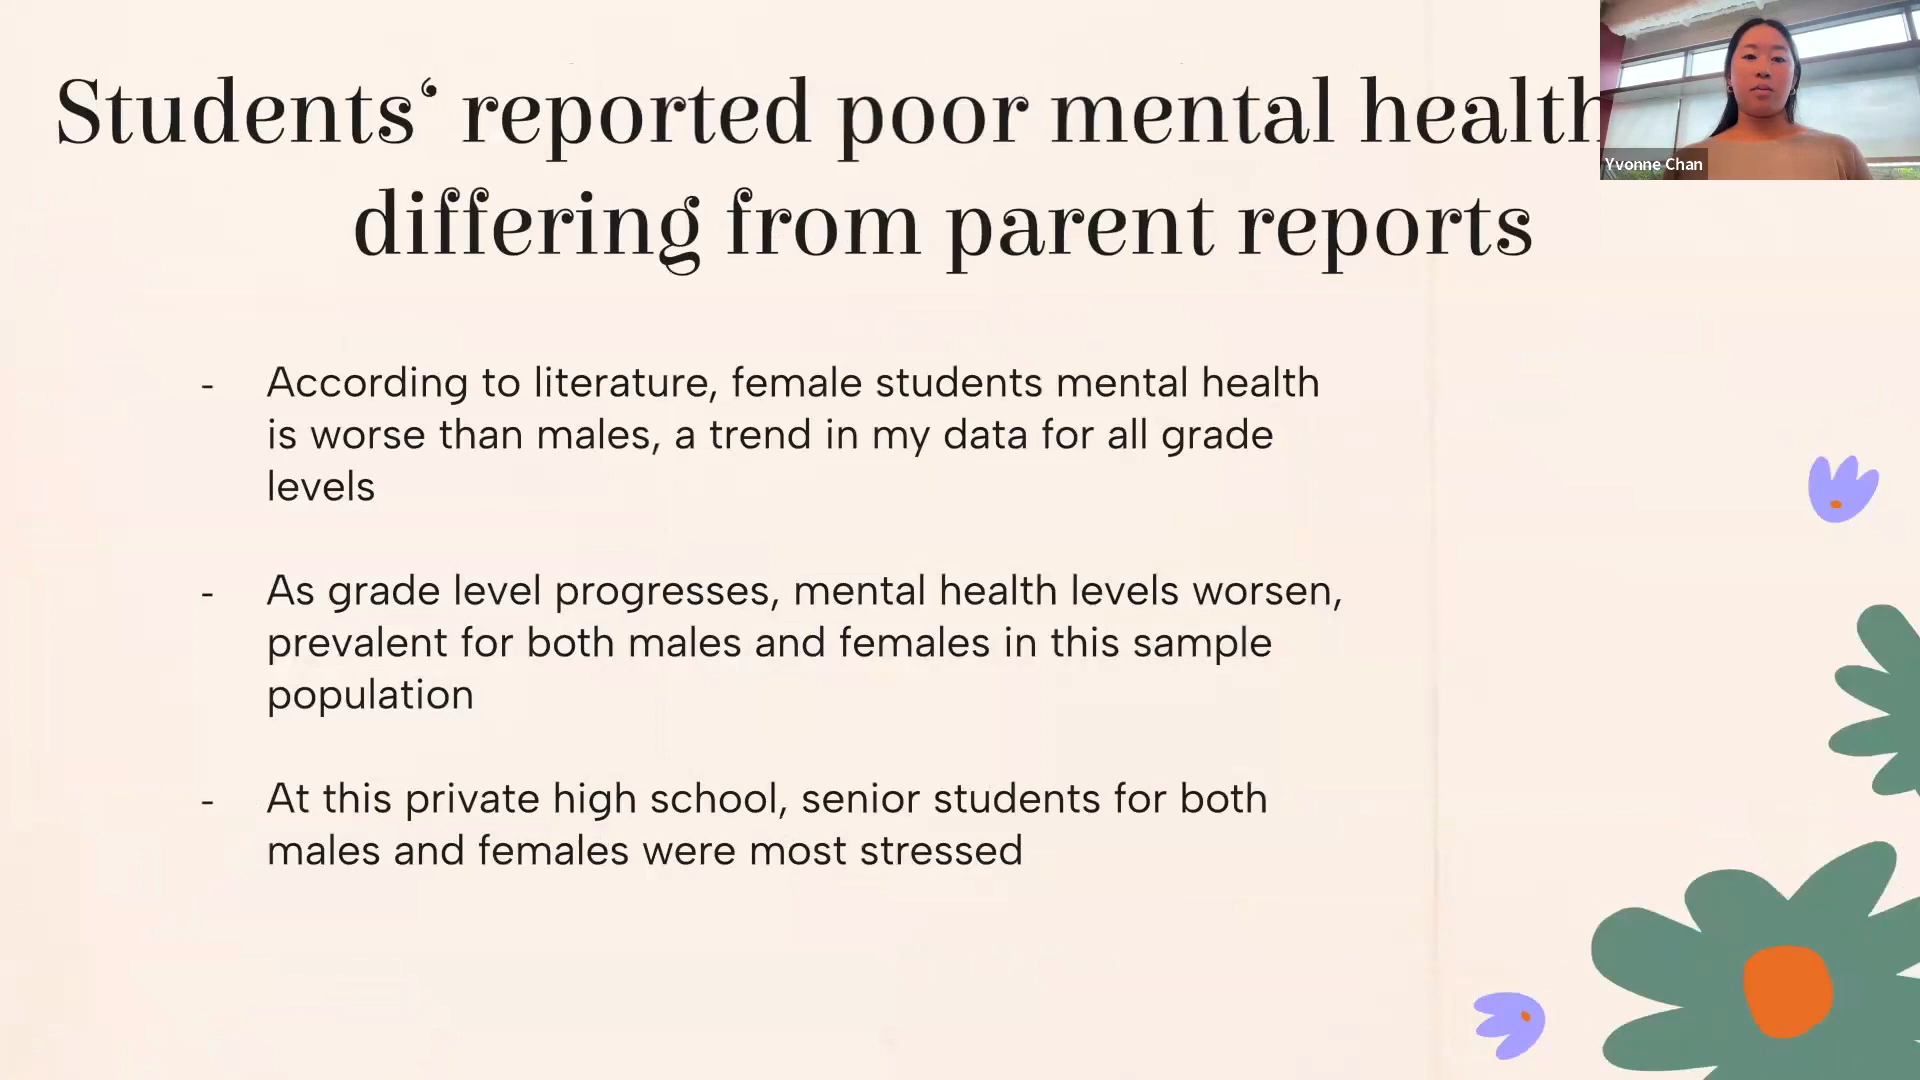 Students‘ reported poor mental health
differing from parent reports
Yvonne Chan
- According to literature, female students mental health
is worse than males, a trend in my data for all grade
levels
- As grade level progresses, mental health levels worsen,
prevalent for both males and females in this sample
population
- At this private high school, senior students for both
males and females were most stressed